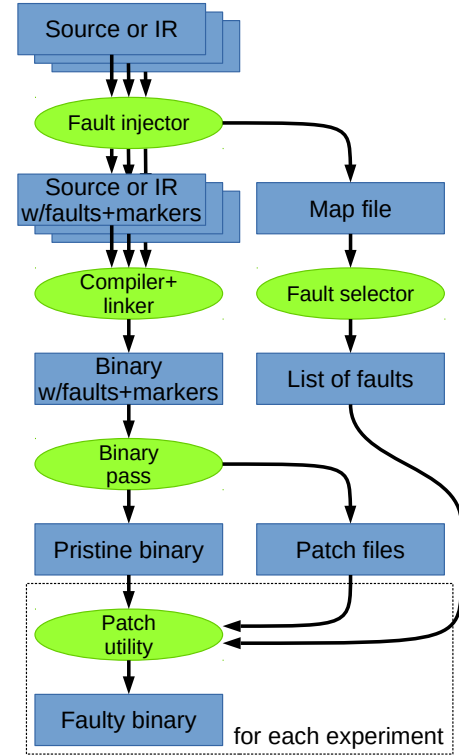 Source or IR
Fault injector
Source or IR
w/faults+markers
Map file
Compiler+
linker
Fault selector
Binary
w/faults+markers
List of faults
Binary
pass
Pristine binary
Patch files
Patch
utility
Faulty binary
for each experiment